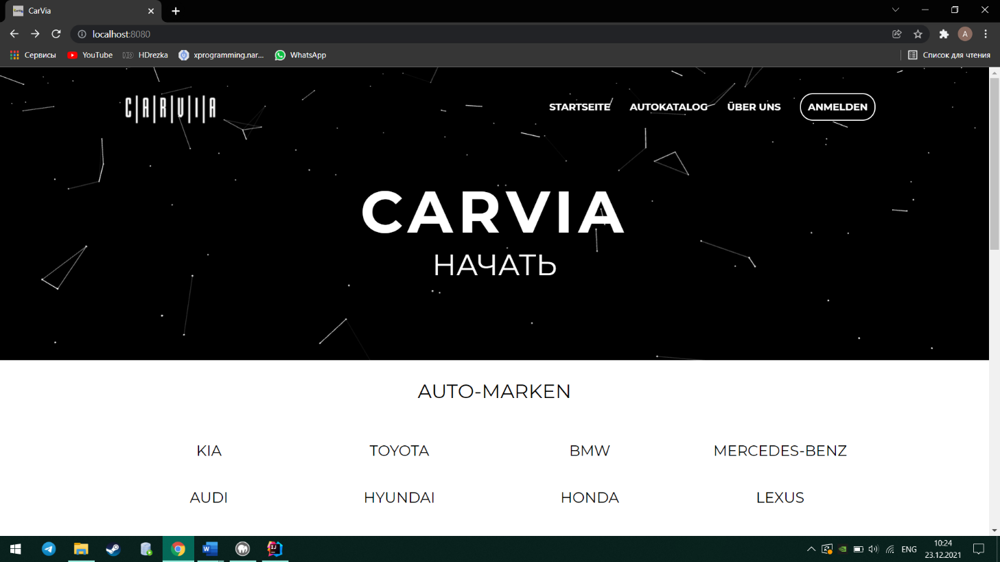 CarVia
localhost:8080
Сервисы
YouTube
HDrezka
xprogramming.nar...
WhatsApp
Список для чтения
C|A|R|V|I|A
STARTSEITE
AUTOKATALOG
ÜBER UNS
ANMELDEN
CARVIA
НАЧАТЬ
AUTO-MARKEN
KIA
TOYOTA
BMW
MERCEDES-BENZ
AUDI
HYUNDAI
HONDA
LEXUS
ENG
10:24
23.12.2021